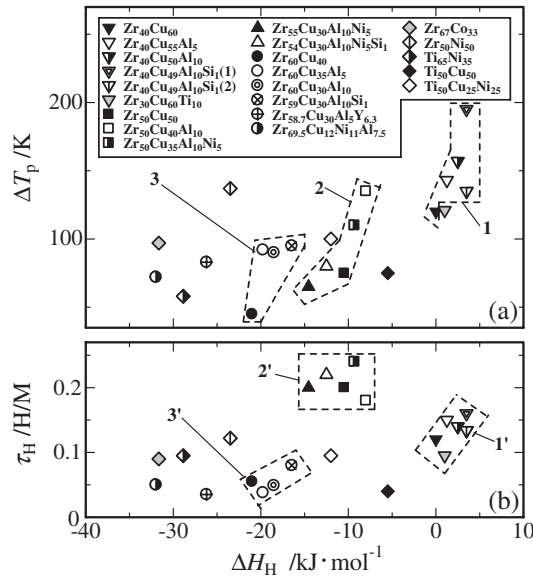 (a)
Zr40Cu60
Zr40Cu55Al5
Zr40Cu50Al10
Zr40Cu49Al10Si1(1)
Zr40Cu49Al10Si1(2)
Zr30Cu60Ti10
Zr50Cu50
Zr50Cu40Al10
Zr50Cu35Al10Ni5
Zr55Cu30Al10Ni5
Zr54Cu30Al10Ni5Si1
Zr60Cu40
Zr60Cu35Al5
Zr60Cu30Al10
Zr59Cu30Al10Si1
Zr58.7Cu30Al5Y6.3
Zr69.5Cu12Ni11Al7.5
Zr67Co33
Zr50Ni50
Ti65Ni35
Ti50Cu50
Ti50Cu25Ni25
ΔTp /K
200
100
3
2
1
(b)
τH /H/M
0.2
0.1
0
2'
3'
1'
-40 -30 -20 -10 0 10
ΔHH /kJ·mol-1